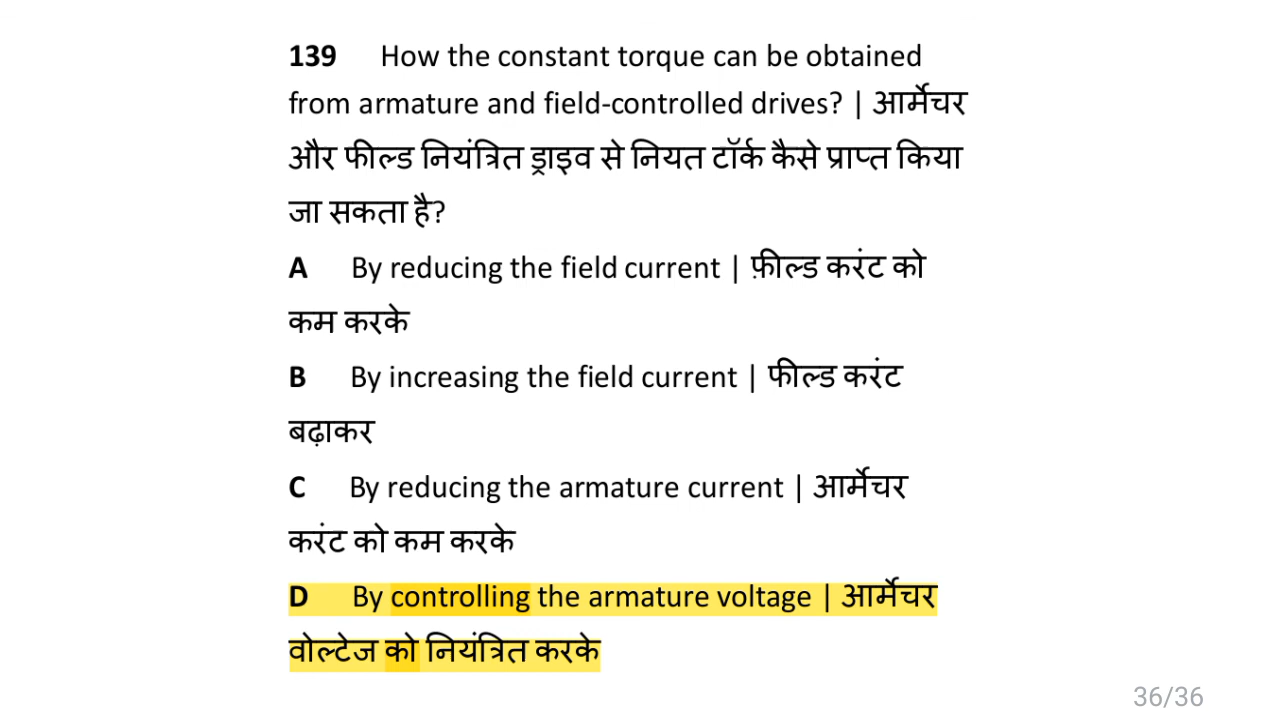 139 How the constant torque can be obtained
from armature and field-controlled drives? | आर्मेचर
और फील्ड नियंत्रित ड्राइव से नियत टॉर्क कैसे प्राप्त किया
जा सकता है?
A By reducing the field current | फ़ील्ड करंट को
कम करके
B By increasing the field current | फील्ड करंट
बढ़ाकर
C By reducing the armature current | आर्मेचर
करंट को कम करके
D By controlling the armature voltage | आर्मेचर
वोल्टेज को नियंत्रित करके
36/36